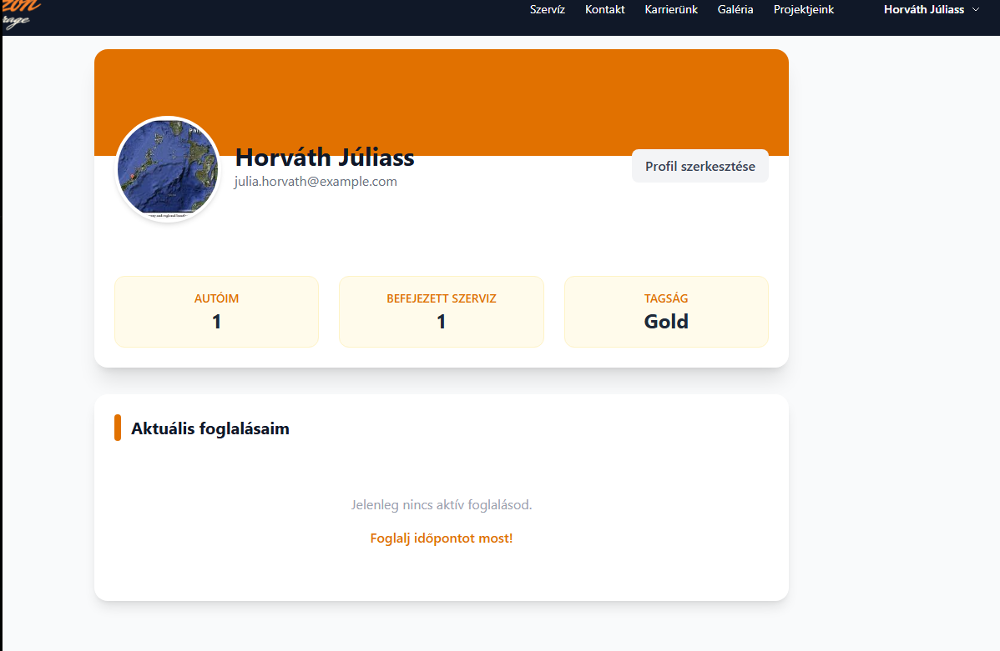 Szervíz Kontakt Karrierünk Galéria Projektjeink Horváth Júliass
Horváth Júliass
julia.horvath@example.com
Profil szerkesztése
AUTÓIM
1
BEFEJEZETT SZERVIZ
1
TAGSÁG
Gold
Aktuális foglalásaim
Jelenleg nincs aktív foglalásod.
Foglalj időpontot most!